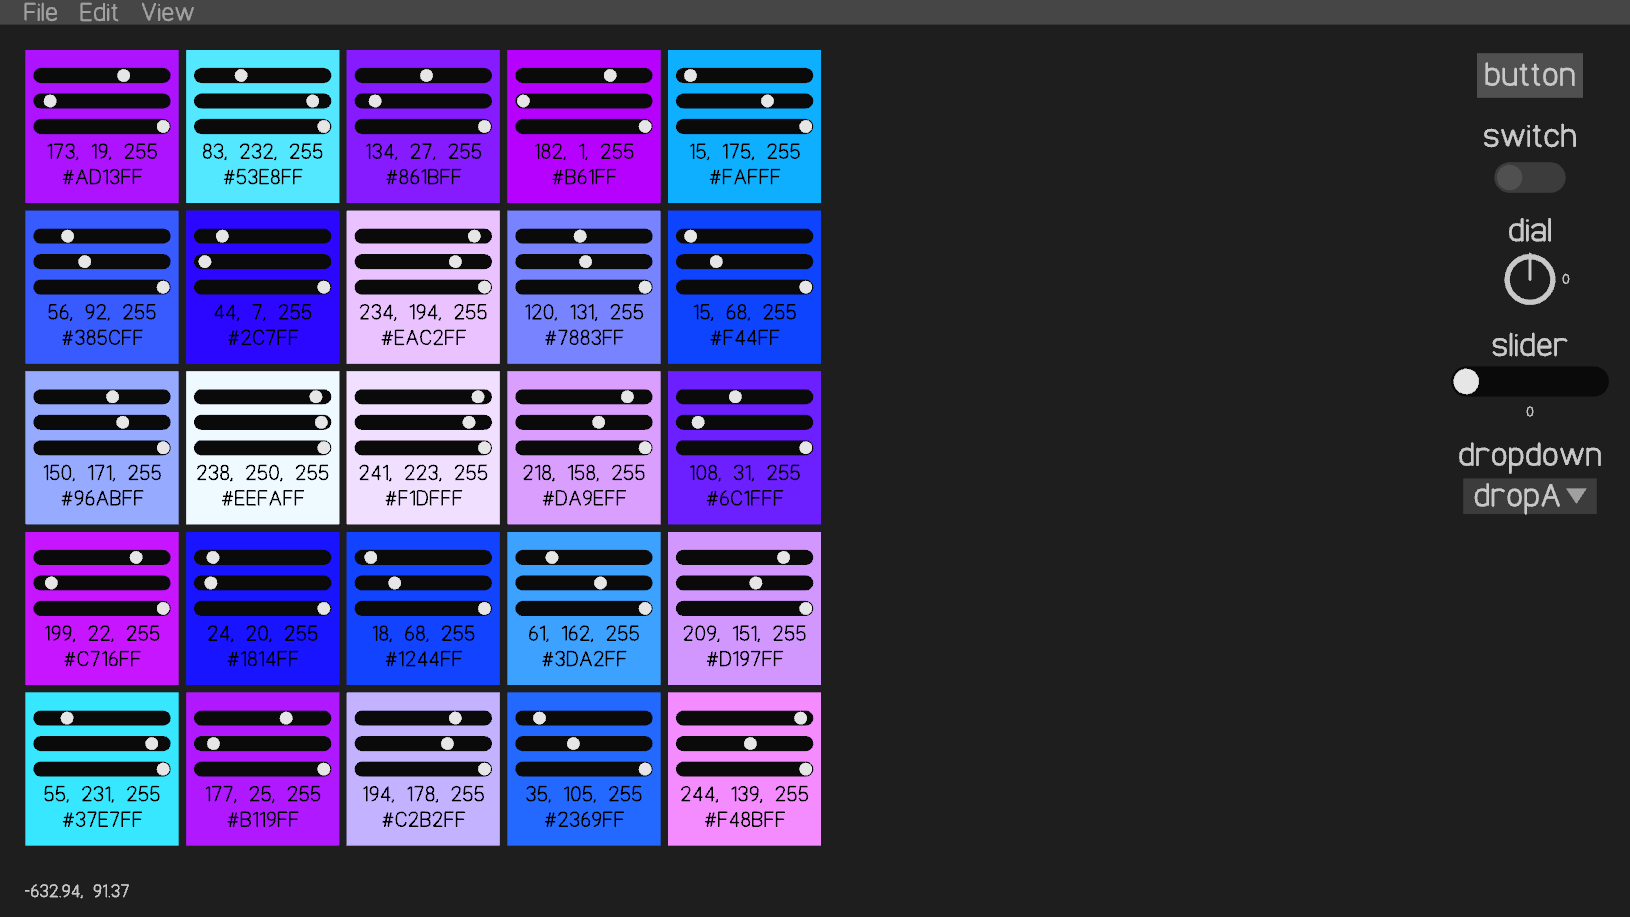 File Edit View
173, 19, 255
#AD13FF
83, 232, 255
#53E8FF
134, 27, 255
#861BFF
182, 1, 255
#B61FF
15, 175, 255
#FAFFF
56, 92, 255
#385CFF
44, 7, 255
#2C7FF
234, 194, 255
#EAC2FF
120, 131, 255
#7883FF
15, 68, 255
#F44FF
150, 171, 255
#96ABFF
238, 250, 255
#EEFAFF
241, 223, 255
#F1DFFF
218, 158, 255
#DA9EFF
108, 31, 255
#6C1FFF
199, 22, 255
#C716FF
24, 20, 255
#1814FF
18, 68, 255
#1244FF
61, 162, 255
#3DA2FF
209, 151, 255
#D197FF
55, 231, 255
#37E7FF
177, 25, 255
#B119FF
194, 178, 255
#C2B2FF
35, 105, 255
#2369FF
244, 139, 255
#F48BFF
button
switch
dial
0
slider
0
dropdown
dropA
-632.94, 91.37